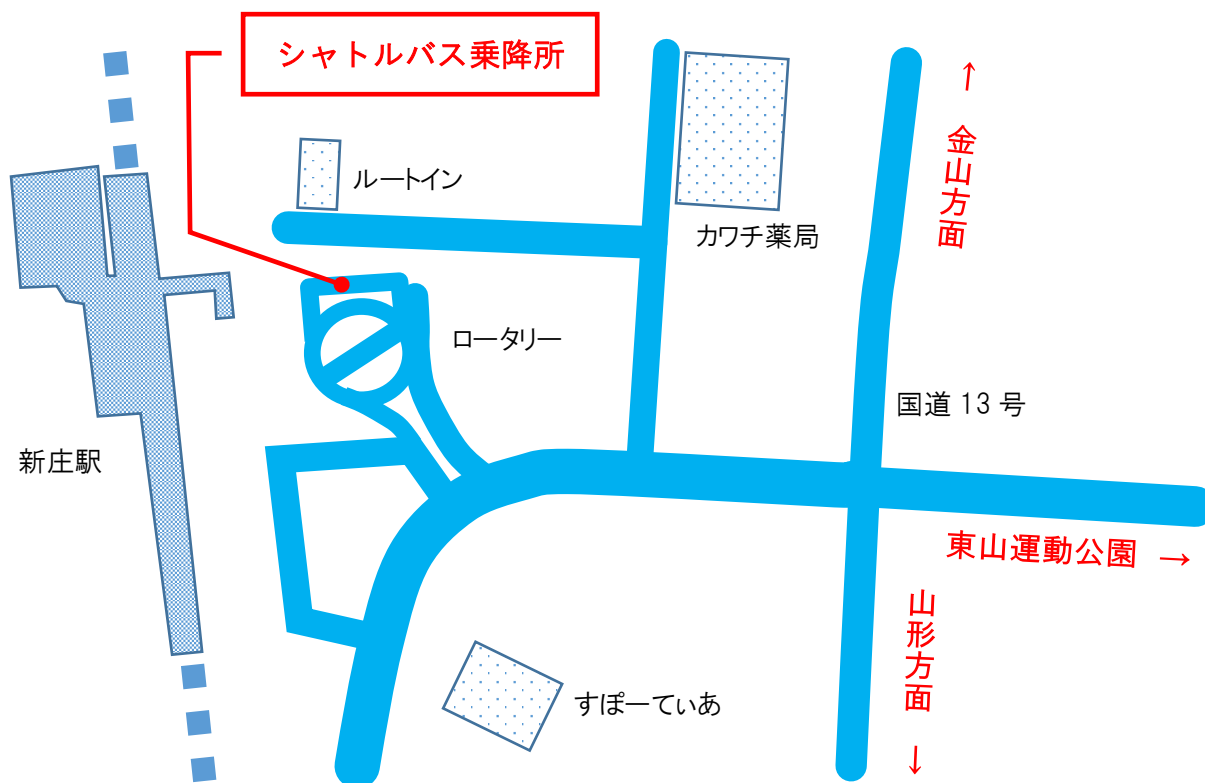 シャトルバス乗降所
↑ 金山方面
ルートイン
カワチ薬局
ロータリー
国道 13 号
新庄駅
東山運動公園 →
山形方面 ↓
すぽーてぃあ